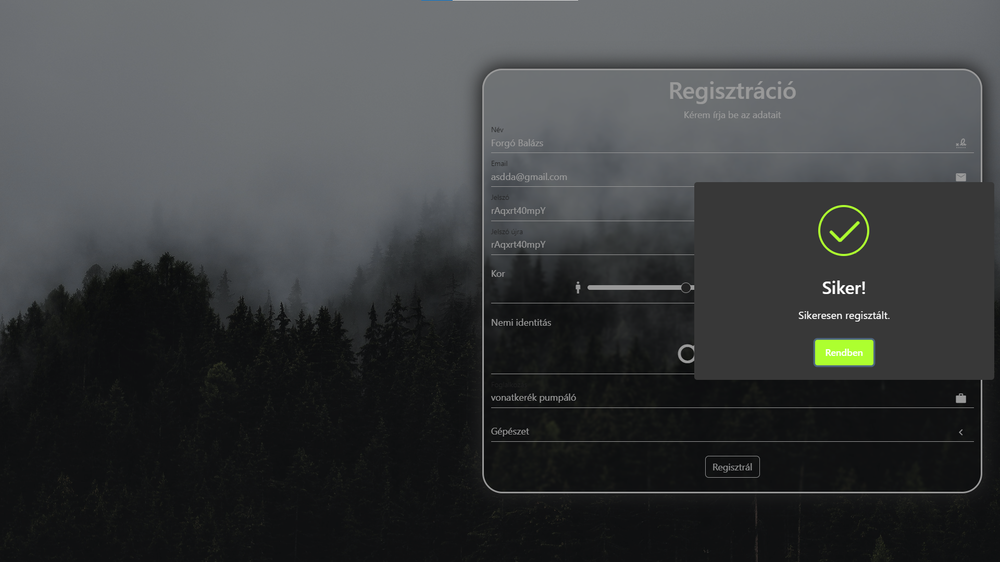 Regisztráció
Kérem írja be az adatait
Név
Forgó Balázs
Email
asdda@gmail.com
Jelszó
rAqxrt40mpY
Jelszó újra
rAqxrt40mpY
Kor
Nemi identitás
Foglalkozás
vonatkerék pumpáló
Gépészet
Regisztrál
Siker!
Sikeresen regisztált.
Rendben